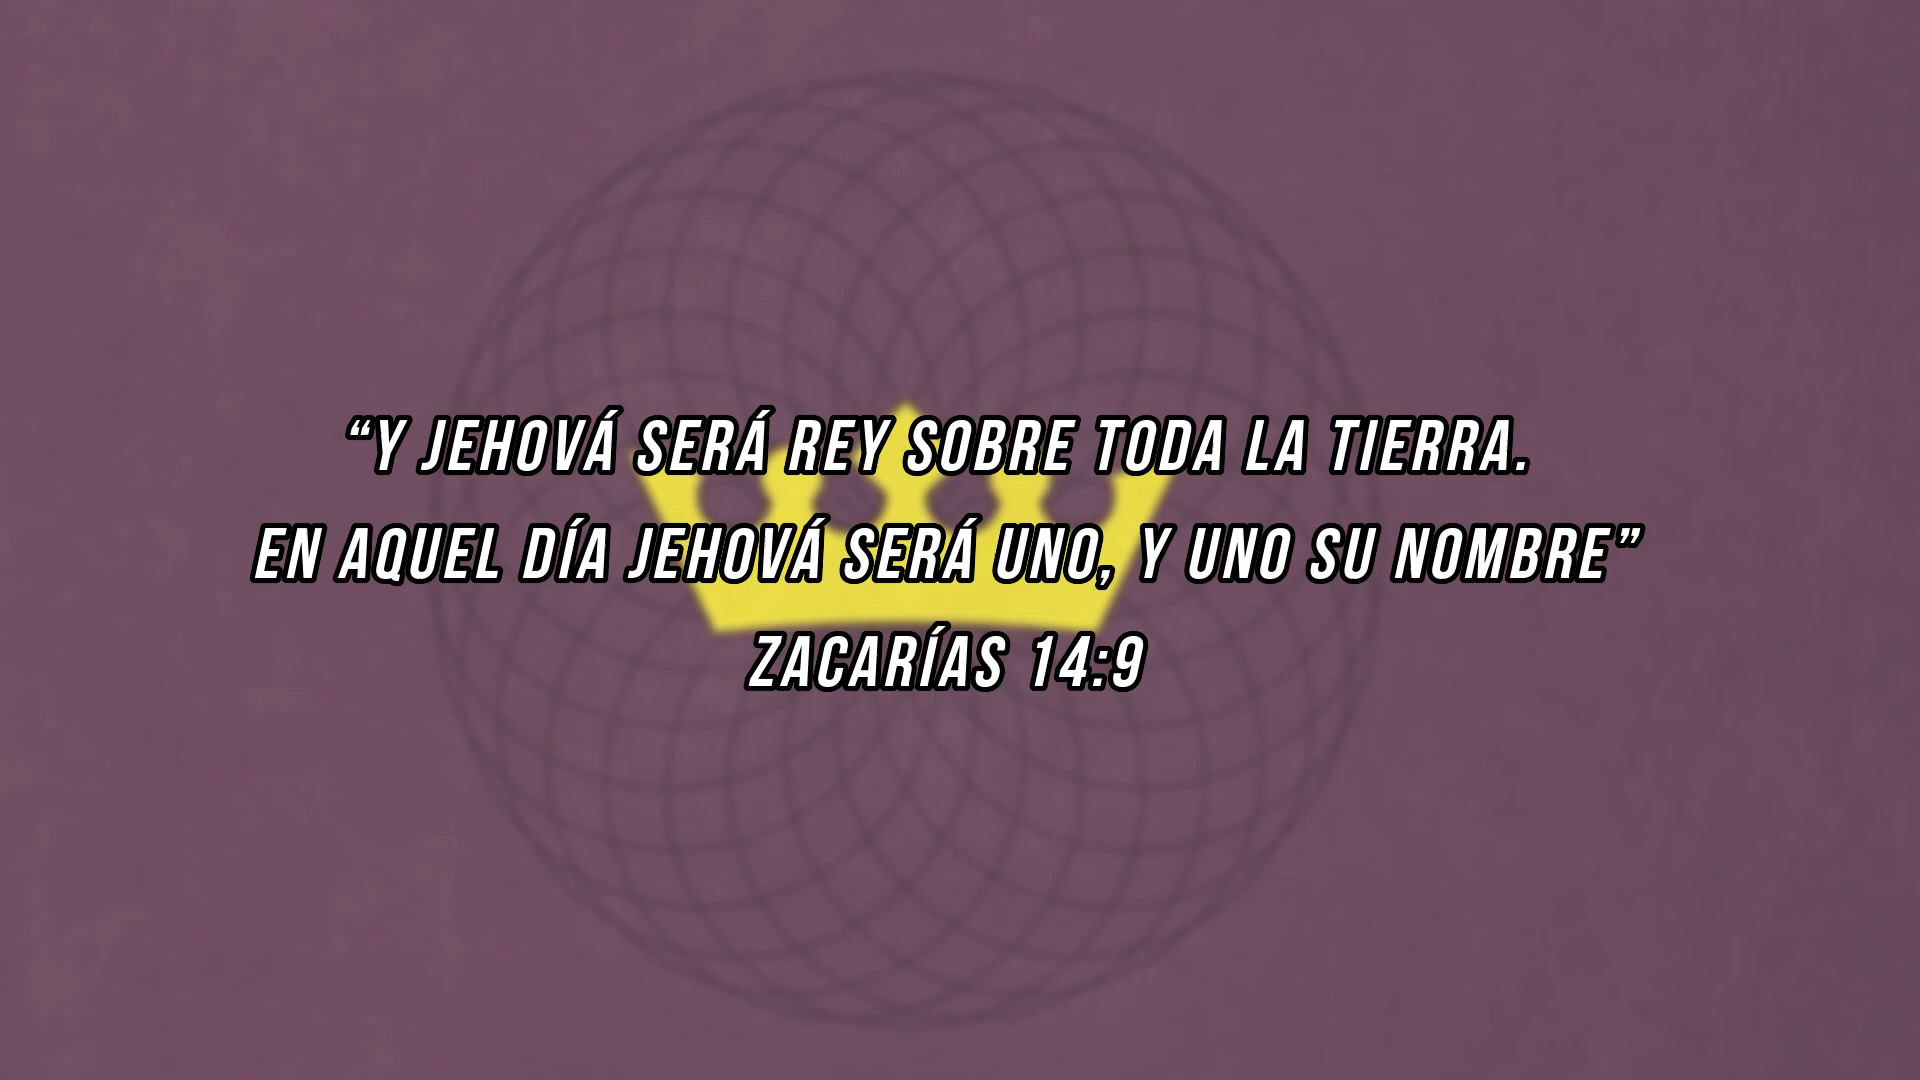 “Y JEHOVÁ SERÁ REY SOBRE TODA LA TIERRA.
EN AQUEL DÍA JEHOVÁ SERÁ UNO, Y UNO SU NOMBRE”
ZACARÍAS 14:9